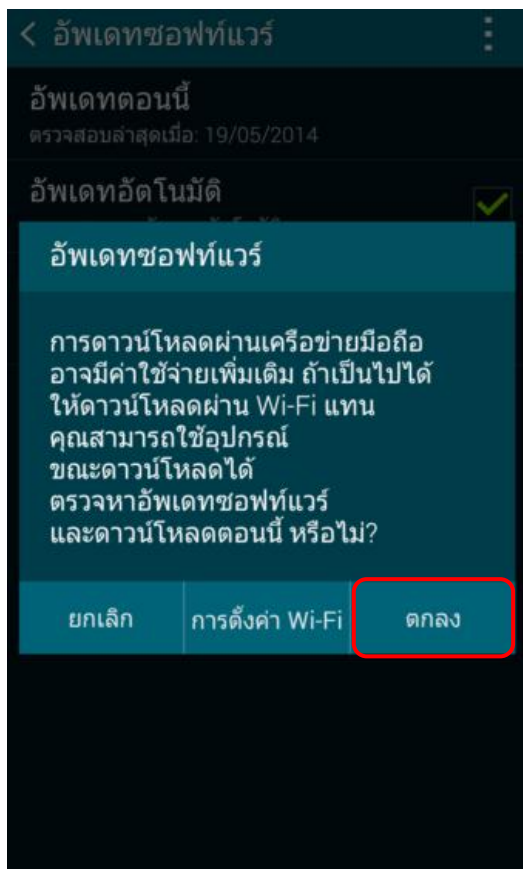 อัพเดทซอฟท์แวร์
อัพเดทตอนนี้
ตรวจสอบล่าสุดเมื่อ: 19/05/2014
อัพเดทอัตโนมัติ
อัพเดทซอฟท์แวร์
การดาวน์โหลดผ่านเครือข่ายมือถือ
อาจมีค่าใช้จ่ายเพิ่มเติม ถ้าเป็นไปได้
ให้ดาวน์โหลดผ่าน Wi-Fi แทน
คุณสามารถใช้อุปกรณ์
ขณะดาวน์โหลดได้
ตรวจหาอัพเดทซอฟท์แวร์
และดาวน์โหลดตอนนี้ หรือไม่?
ยกเลิก
การตั้งค่า Wi-Fi
ตกลง